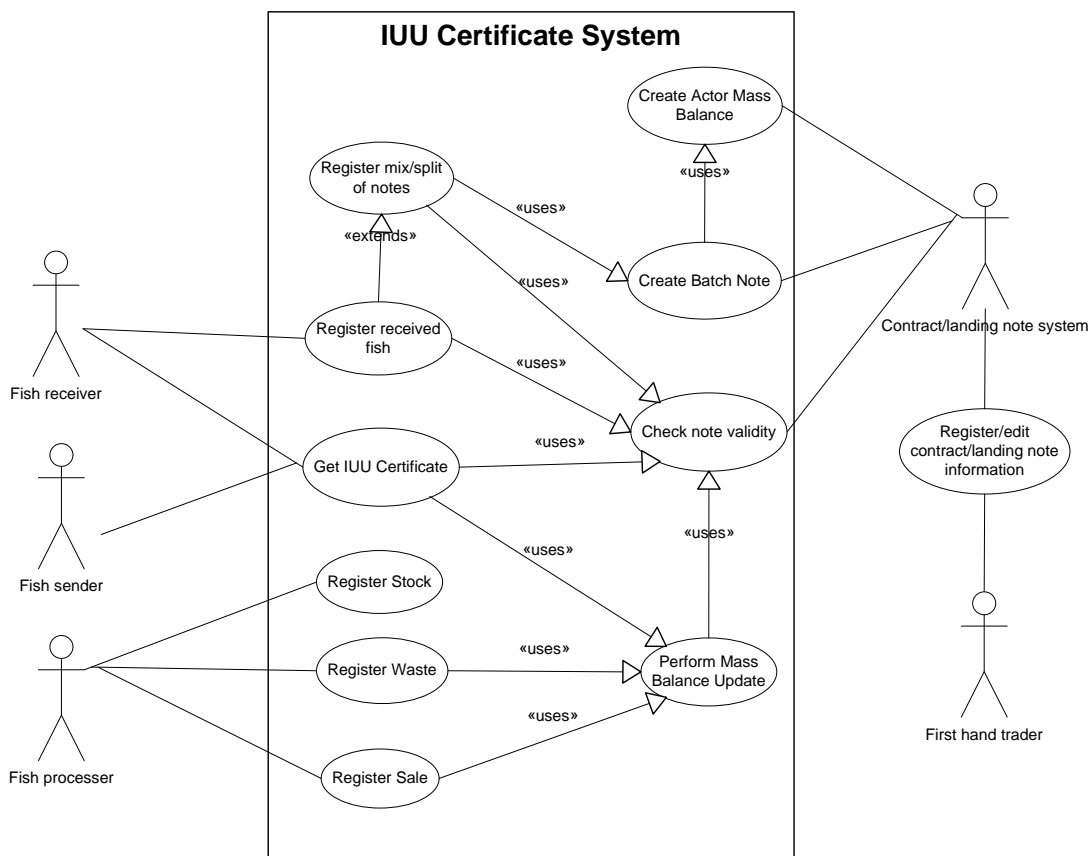 IUU Certificate System
Create Actor Mass
Balance
Register mix/split
of notes
«uses»
«uses»
«extends»
«uses»
Create Batch Note
Register received
fish
Contract/landing note system
«uses»
Fish receiver
Check note validity
Register/edit
contract/landing note
information
«uses»
Get IUU Certificate
«uses»
«uses»
Fish sender
Register Stock
«uses»
Register Waste
Perform Mass
Balance Update
«uses»
First hand trader
Fish processer
Register Sale